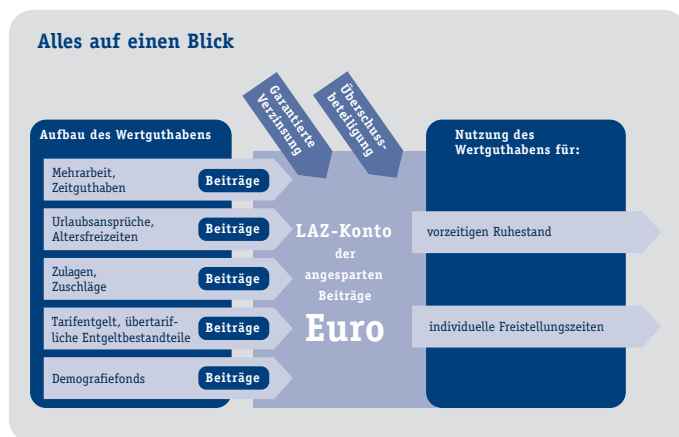 Alles auf einen Blick
Garantierte
Verzinsung
Überschuss-
beteiligung
Aufbau des Wertguthabens
Mehrarbeit,
Zeitguthaben
Beiträge
Urlaubsansprüche,
Altersfreizeiten
Beiträge
Zulagen,
Zuschläge
Beiträge
Tarifentgelt, übertarif-
liche Entgeltbestandteile
Beiträge
Demografiefonds
Beiträge
LAZ-Konto
der
angesparten
Beiträge
Euro
Nutzung des
Wertguthabens für:
vorzeitigen Ruhestand
individuelle Freistellungszeiten